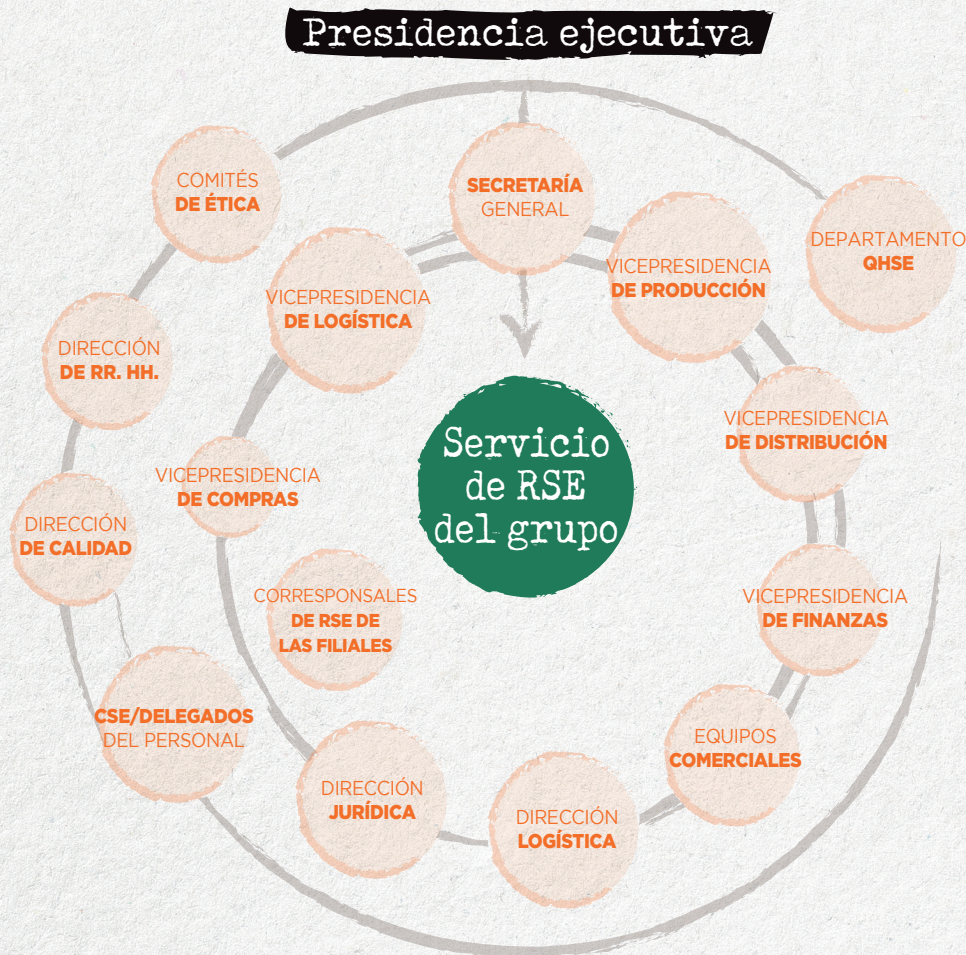 Presidencia ejecutiva
COMITÉS
DE ÉTICA
SECRETARÍA
GENERAL
DEPARTAMENTO
QHSE
VICEPRESIDENCIA
DE LOGÍSTICA
VICEPRESIDENCIA
DE PRODUCCIÓN
DIRECCIÓN
DE RR. HH.
VICEPRESIDENCIA
DE DISTRIBUCIÓN
Servicio
de RSE
del grupo
VICEPRESIDENCIA
DE COMPRAS
DIRECCIÓN
DE CALIDAD
CORRESPONSALES
DE RSE DE
LAS FILIALES
VICEPRESIDENCIA
DE FINANZAS
CSE/DELEGADOS
DEL PERSONAL
EQUIPOS
COMERCIALES
DIRECCIÓN
JURÍDICA
DIRECCIÓN
LOGÍSTICA